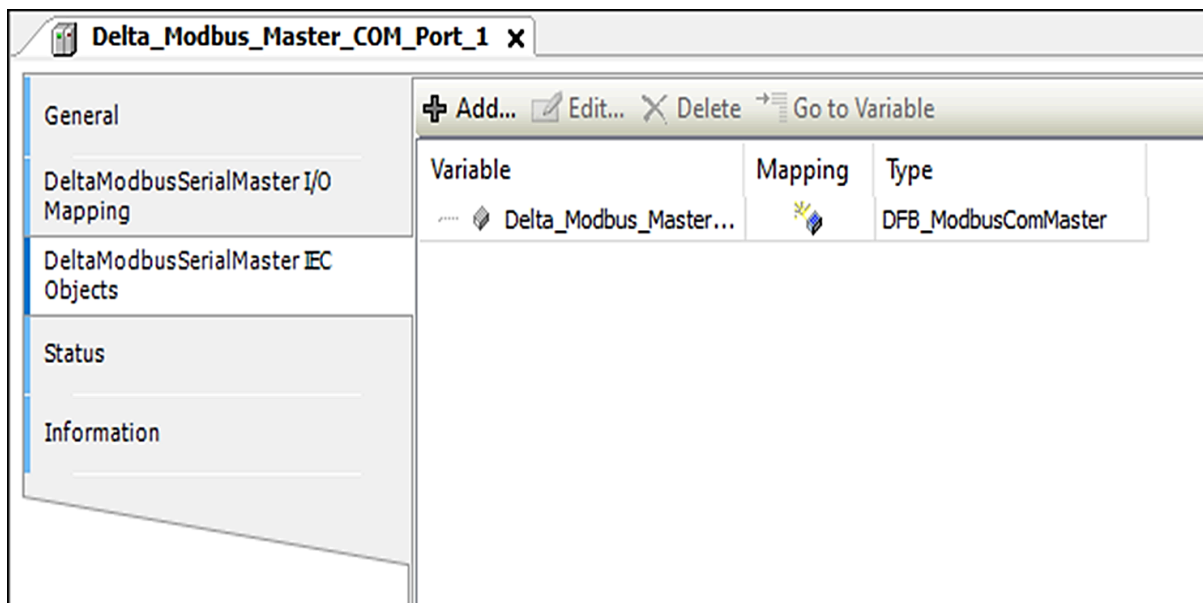 Delta_Modbus_Master_COM_Port_1
General
DeltaModbusSerialMaster I/O
Mapping
DeltaModbusSerialMaster IEC
Objects
Status
Information
Add... Edit... Delete Go to Variable
Variable Mapping Type
Delta_Modbus_Master... DFB_ModbusComMaster